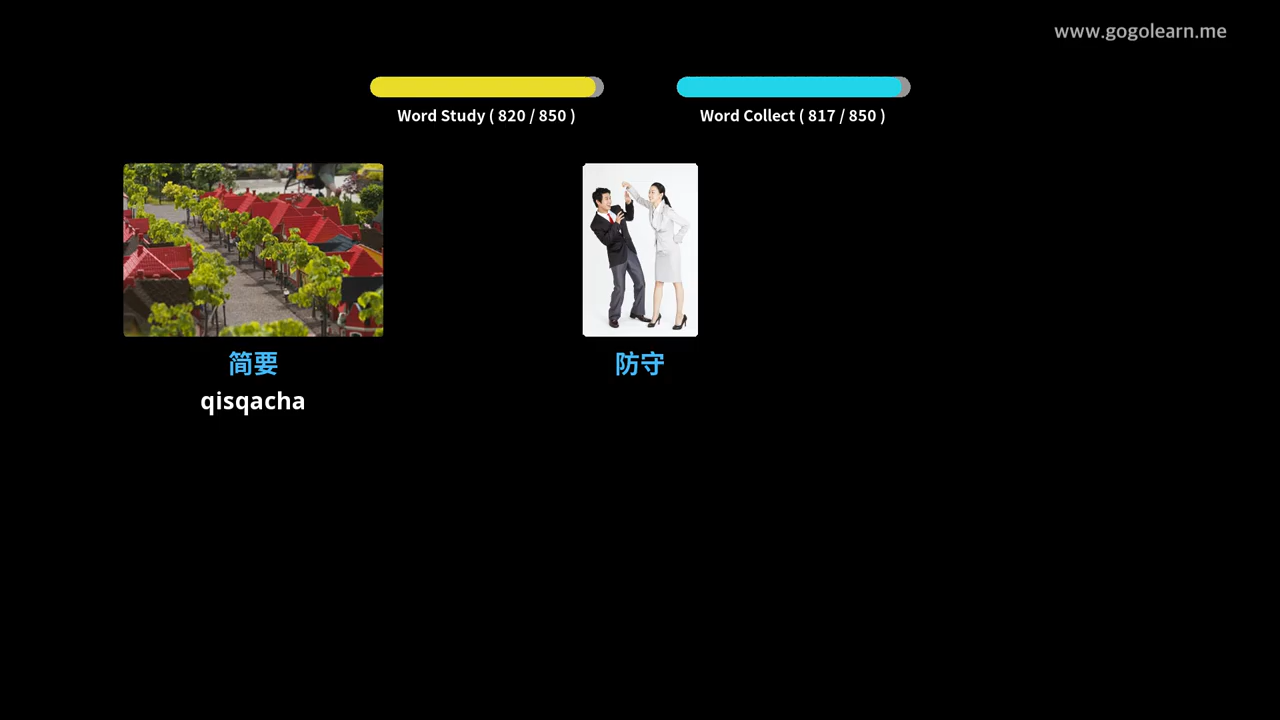 www.gogolearn.me
Word Study ( 820 / 850 )
Word Collect ( 817 / 850 )
简要
qisqacha
防守